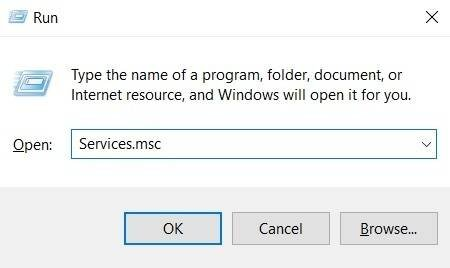 Run
Type the name of a program, folder, document, or
Internet resource, and Windows will open it for you.
Open: Services.msc
OK Cancel Browse...